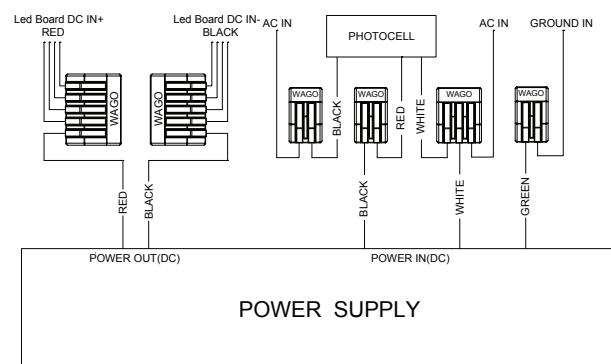 Led Board DC IN+
RED
Led Board DC IN-
BLACK
AC IN
PHOTOCELL
AC IN
GROUND IN
WAGO
WAGO
WAGO
WAGO
WAGO
WAGO
BLACK
RED
WHITE
RED
BLACK
BLACK
WHITE
GREEN
POWER OUT(DC)
POWER IN(DC)
POWER SUPPLY